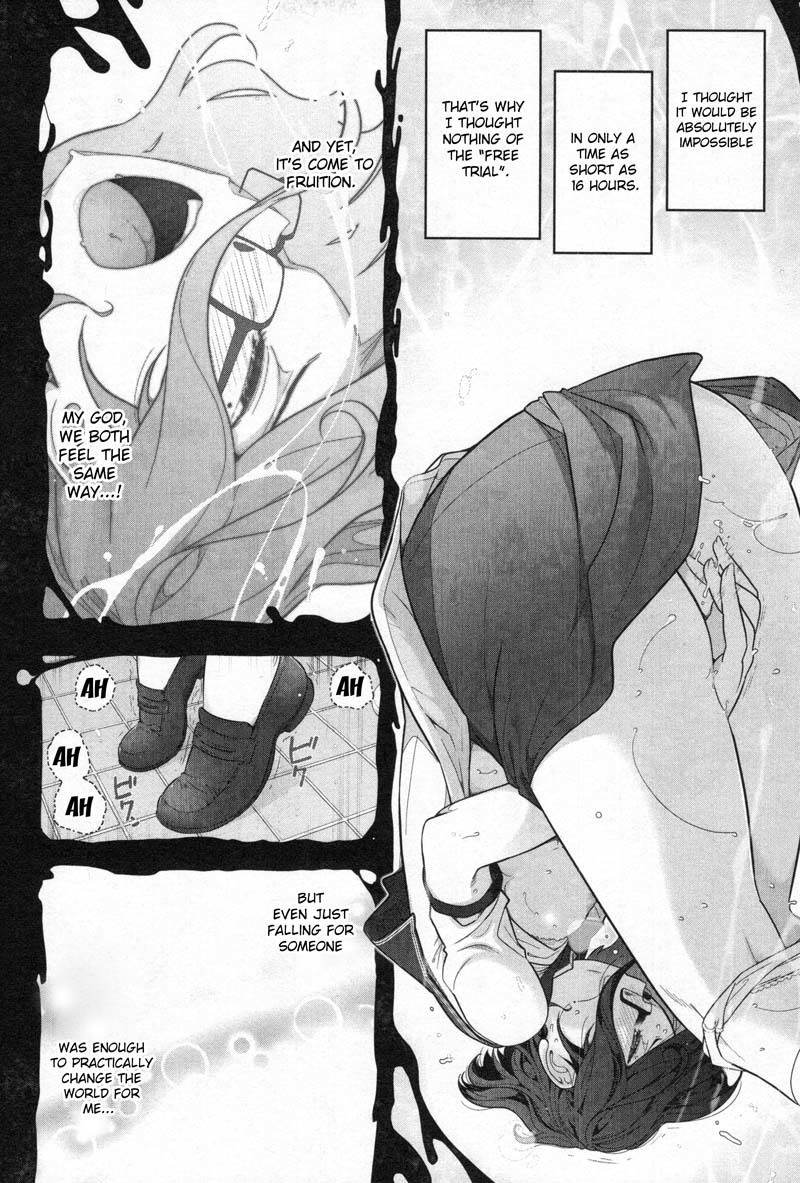 I THOUGHT
IT WOULD BE
ABSOLUTELY
IMPOSSIBLE
IN ONLY A
TIME AS
SHORT AS
16 HOURS.
THAT'S WHY
I THOUGHT
NOTHING OF
THE "FREE
TRIAL".
AND YET,
IT'S COME TO
FRUITION.
MY GOD,
WE BOTH
FEEL THE
SAME
WAY...!
AH
AH
AH
AH
ビク
ビク
BUT
EVEN JUST
FALLING FOR
SOMEONE
WAS ENOUGH
TO PRACTICALLY
CHANGE THE
WORLD FOR
ME...